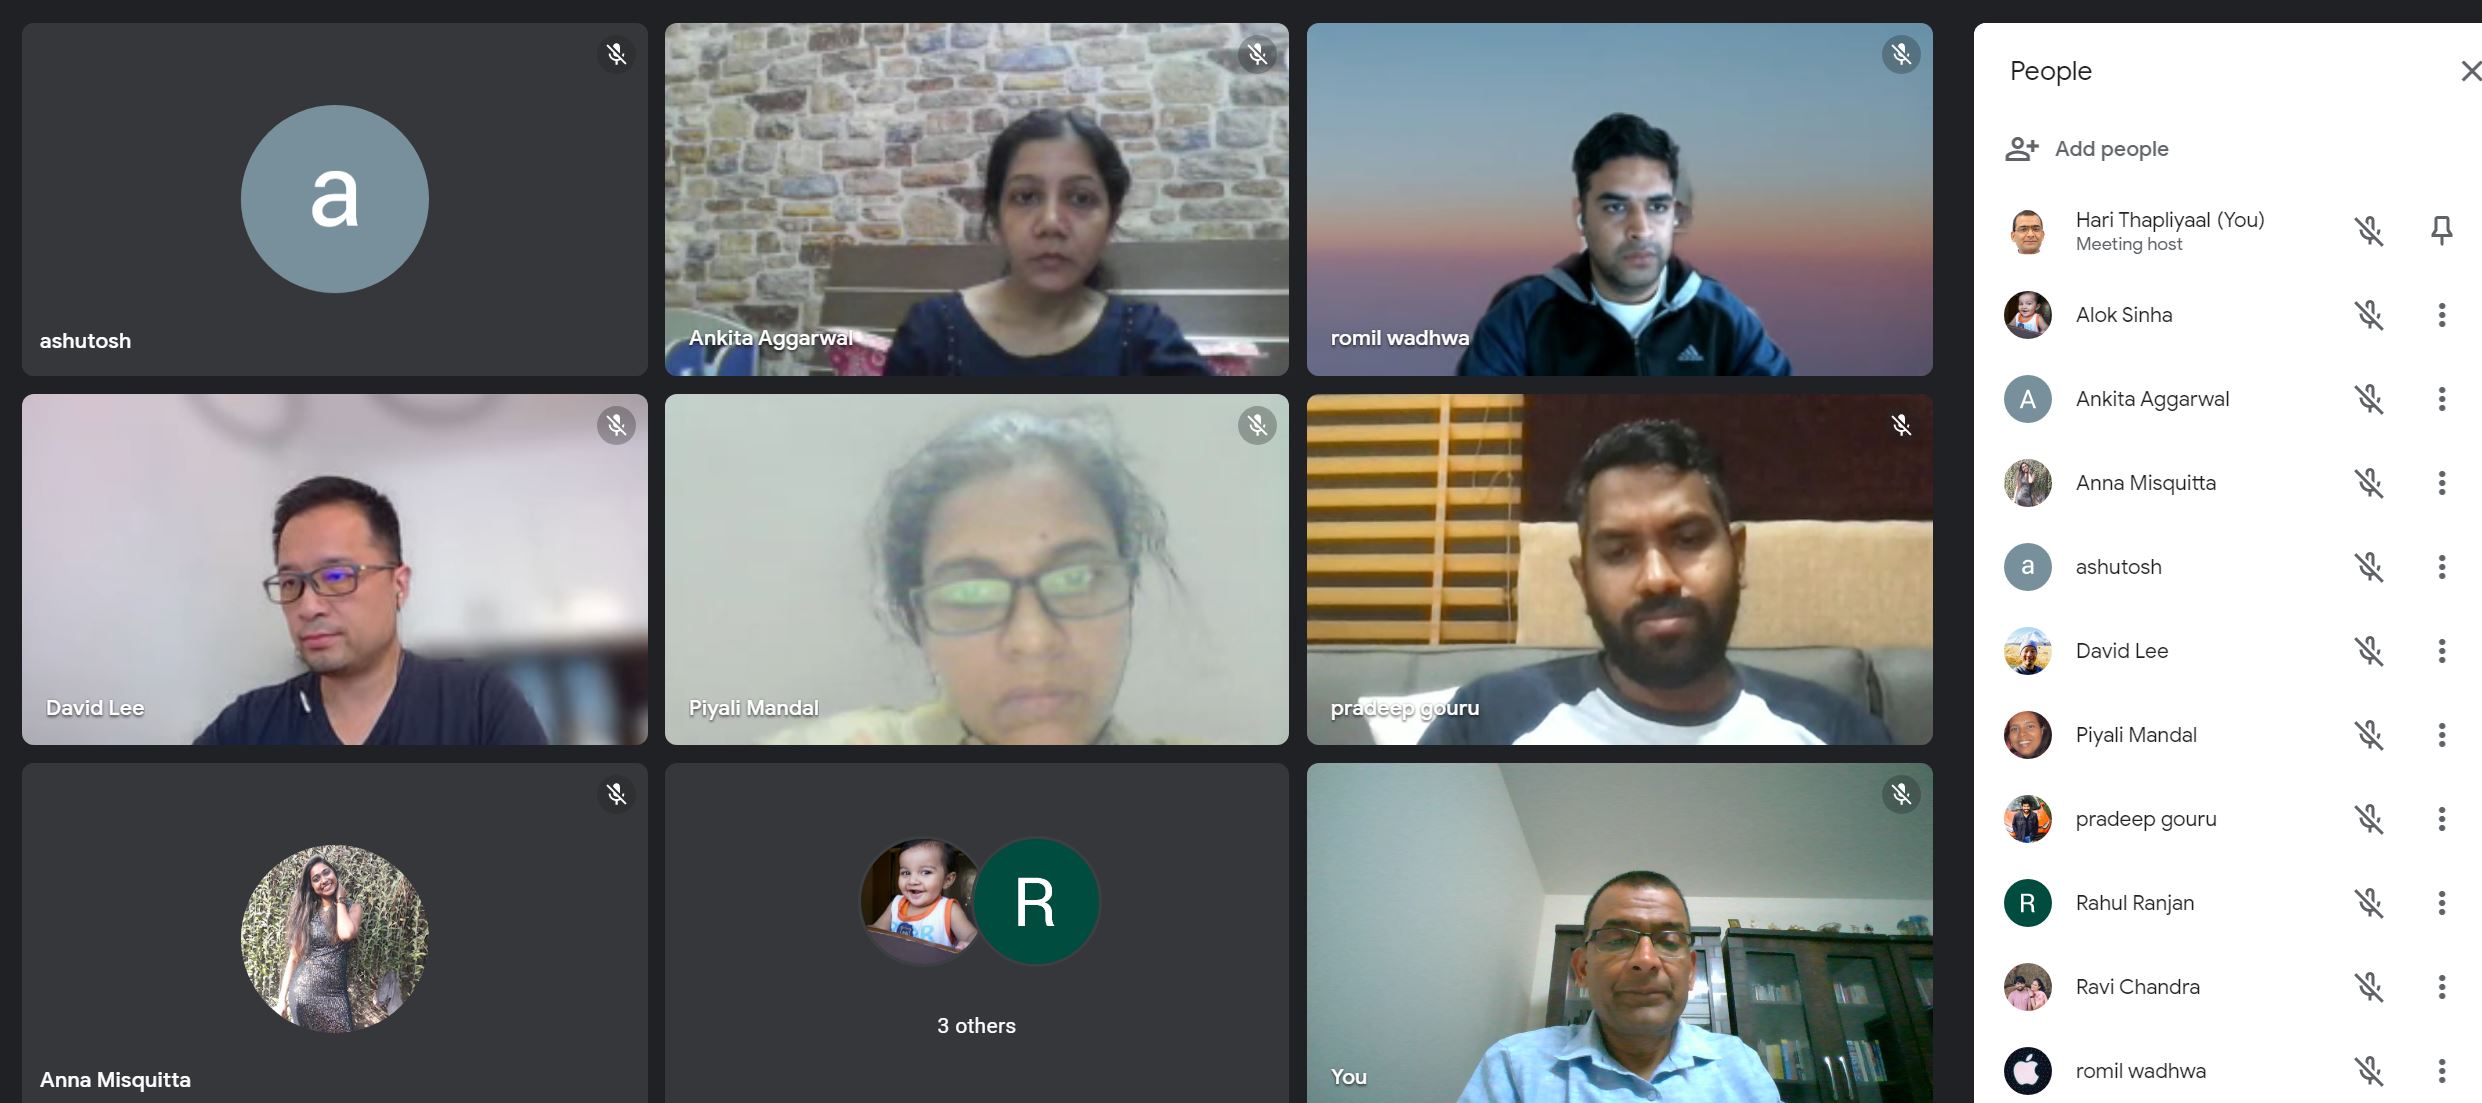 a
ashutosh
Ankita Aggarwal
romil wadhwa
David Lee
Piyali Mandal
pradeep gouru
Anna Misquitta
R
3 others
You
People
Add people
Hari Thapliyaal (You)
Meeting host
Alok Sinha
A
Ankita Aggarwal
Anna Misquitta
a
ashutosh
David Lee
Piyali Mandal
pradeep gouru
R
Rahul Ranjan
Ravi Chandra
romil wadhwa